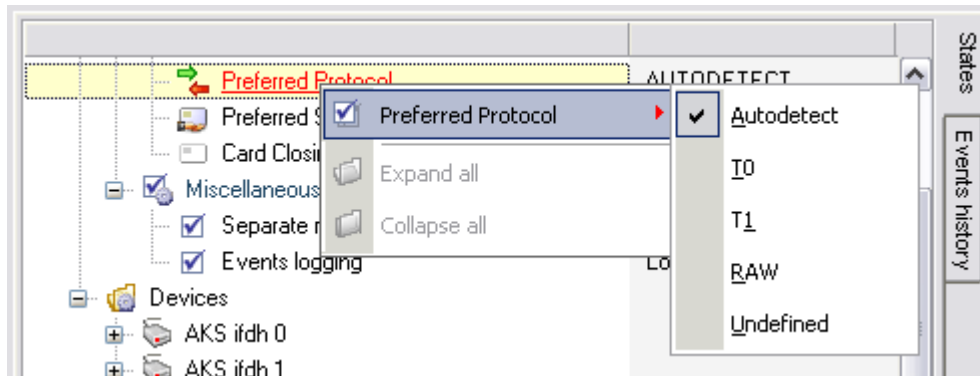 States
Events history
Preferred Protocol AUTODETECT
Preferred
Card Closin
Miscellaneous
Separate r
Events logging Lo
Devices
AKS ifdh 0
AKS ifdh 1
Preferred Protocol
Expand all
Collapse all
Autodetect
T0
T1
RAW
Undefined